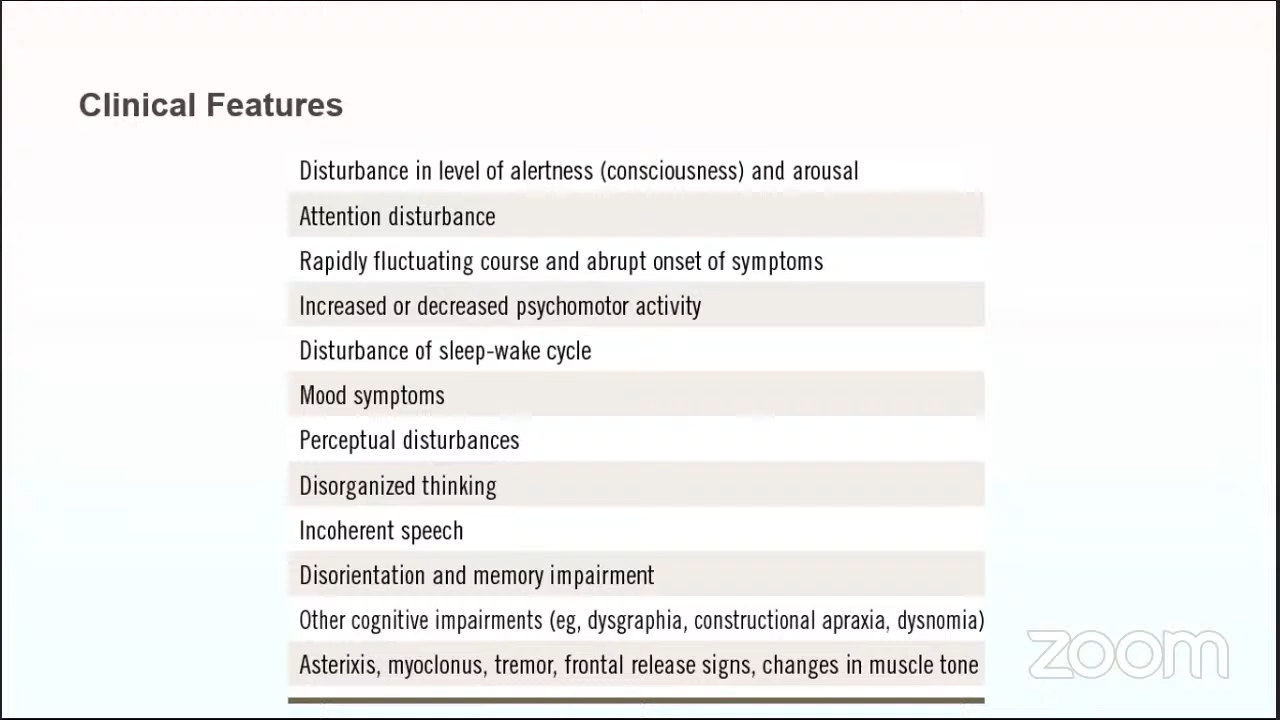 Clinical Features
Disturbance in level of alertness (consciousness) and arousal
Attention disturbance
Rapidly fluctuating course and abrupt onset of symptoms
Increased or decreased psychomotor activity
Disturbance of sleep-wake cycle
Mood symptoms
Perceptual disturbances
Disorganized thinking
Incoherent speech
Disorientation and memory impairment
Other cognitive impairments (eg, dysgraphia, constructional apraxia, dysnomia)
Asterixis, myoclonus, tremor, frontal release signs, changes in muscle tone
zoom